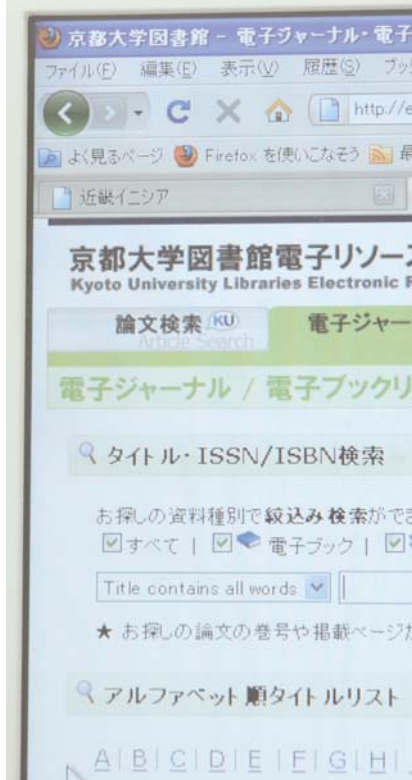 京都大学図書館 - 電子ジャーナル・電子
ファイル(F) 編集(E) 表示(V) 履歴(S) ブッ
http://e
よく見るページ Firefox を使いこなそう 最
近畿イニシア
京都大学図書館電子リソース
Kyoto University Libraries Electronic R
論文検索 KU 電子ジャー
Article Search
電子ジャーナル / 電子ブックリ
タイトル・ISSN/ISBN検索
お探しの資料種別で絞込み検索ができま
すべて | 電子ブック |
Title contains all words
★ お探しの論文の巻号や掲載ページが
アルファベット順タイトルリスト
A | B | C | D | E | F | G | H |